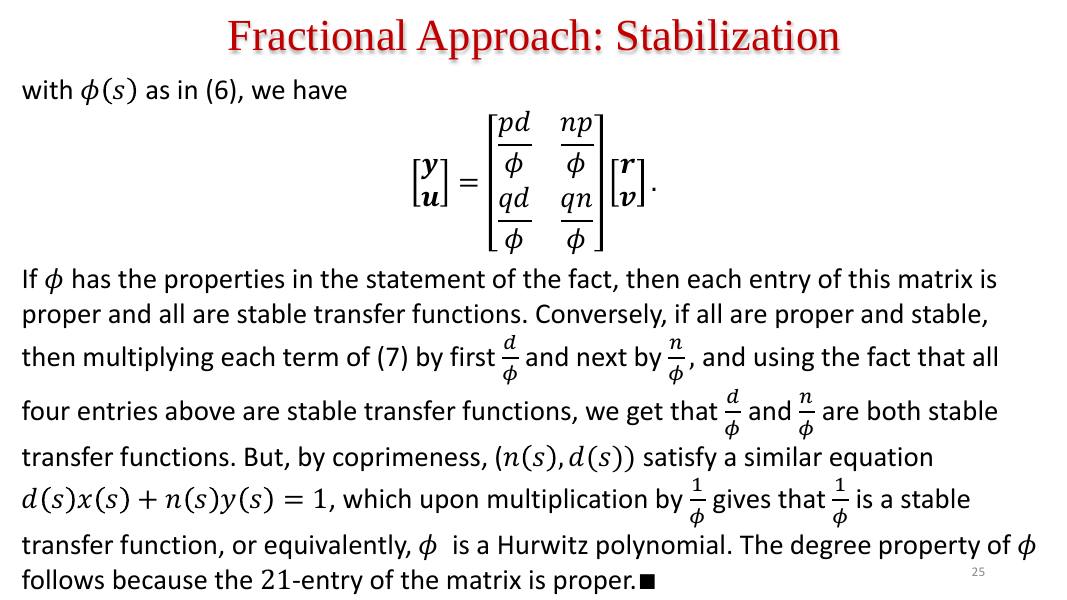 Fractional Approach: Stabilization
with ϕ(s) as in (6), we have
[y u] = [pd/ϕ np/ϕ qd/ϕ qn/ϕ] [r v].
If ϕ has the properties in the statement of the fact, then each entry of this matrix is
proper and all are stable transfer functions. Conversely, if all are proper and stable,
then multiplying each term of (7) by first d/ϕ and next by n/ϕ, and using the fact that all
four entries above are stable transfer functions, we get that d/ϕ and n/ϕ are both stable
transfer functions. But, by coprimeness, (n(s), d(s)) satisfy a similar equation
d(s)x(s) + n(s)y(s) = 1, which upon multiplication by 1/ϕ gives that 1/ϕ is a stable
transfer function, or equivalently, ϕ is a Hurwitz polynomial. The degree property of ϕ
follows because the 21-entry of the matrix is proper.■
25